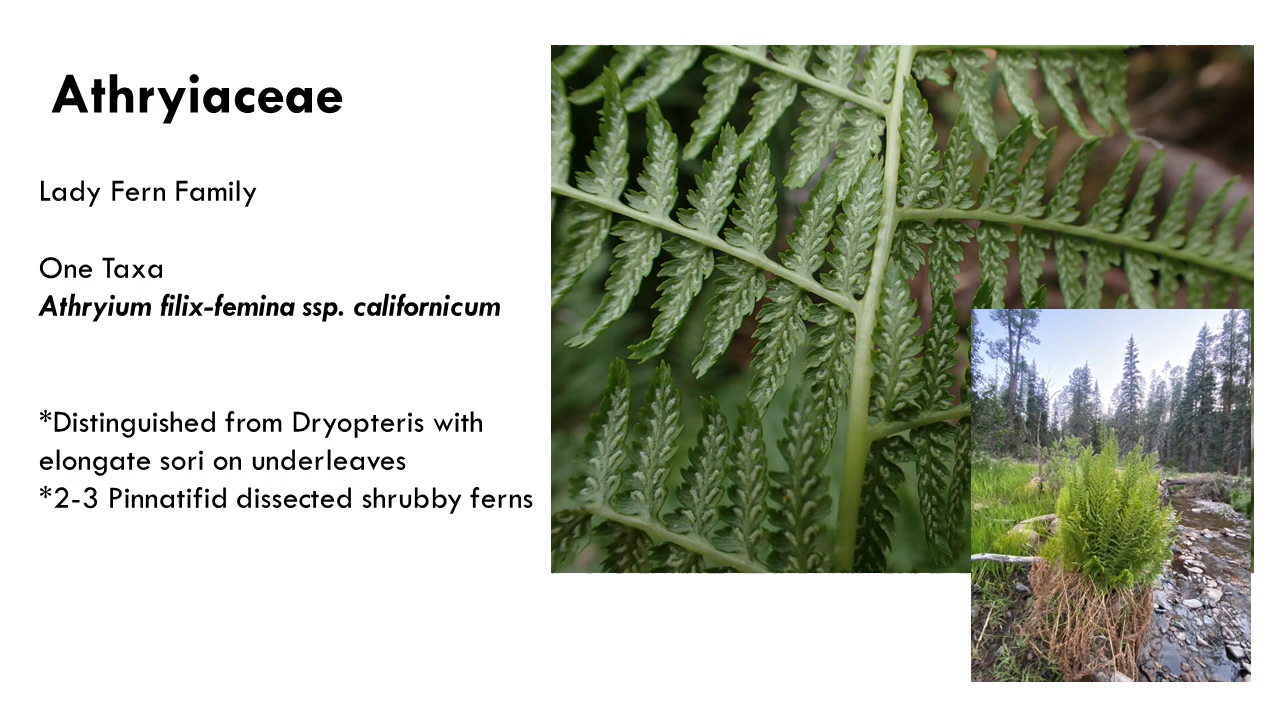 Athryiaceae
Lady Fern Family
One Taxa
Athryium filix-femina ssp. californicum
*Distinguished from Dryopteris with
elongate sori on underleaves
*2-3 Pinnatifid dissected shrubby ferns